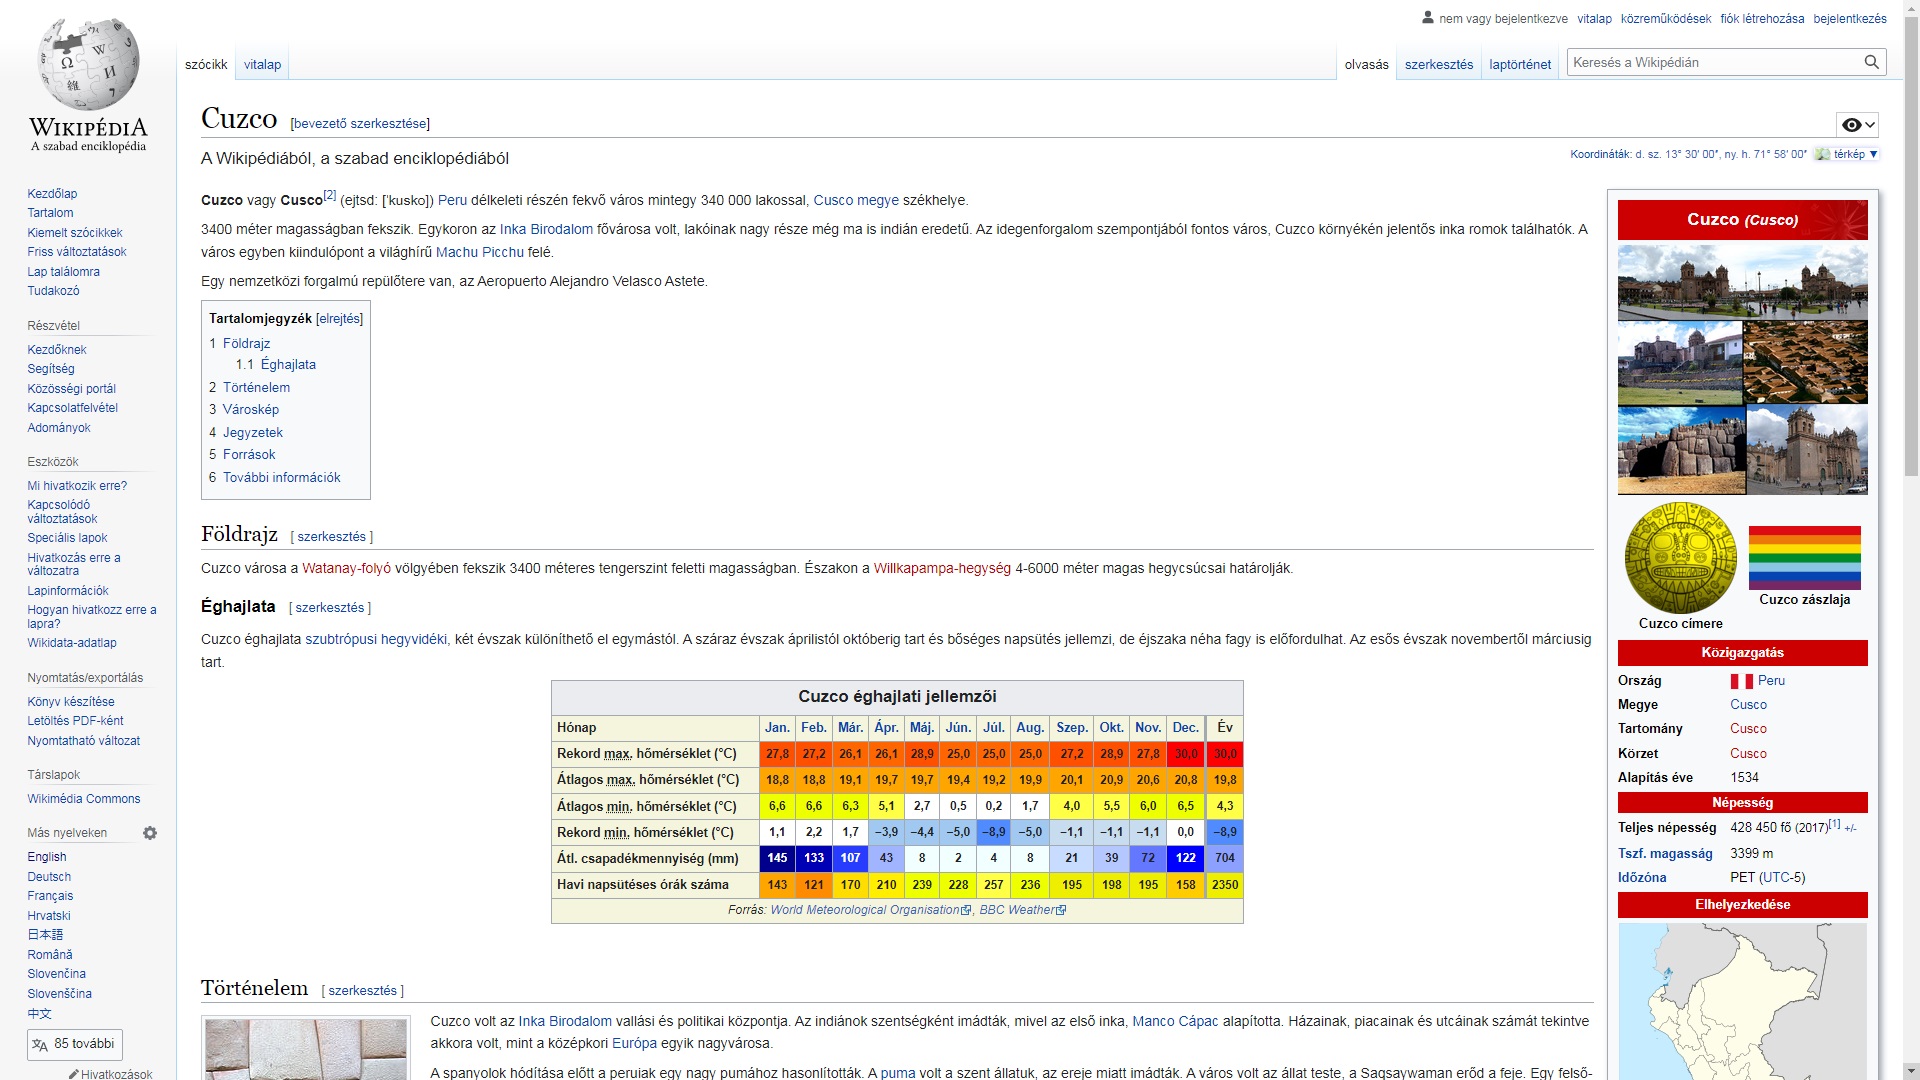 nem vagy bejelentkezve vitalap közreműködések fiók létrehozása bejelentkezés
szócikk vitalap olvasás szerkesztés laptörténet Keresés a Wikipédián
WIKIPÉDIA
A szabad enciklopédia
Kezdőlap
Tartalom
Kiemelt szócikkek
Friss változtatások
Lap találomra
Tudakozó
Részvétel
Kezdőknek
Segítség
Közösségi portál
Kapcsolatfelvétel
Adományok
Eszközök
Mi hivatkozik erre?
Kapcsolódó
változtatások
Speciális lapok
Hivatkozás erre a
változatra
Lapinformációk
Hogyan hivatkozz erre a
lapra?
Wikidata-adatlap
Nyomtatás/exportálás
Könyv készítése
Letöltés PDF-ként
Nyomtatható változat
Társlapok
Wikimédia Commons
Más nyelveken
English
Deutsch
Français
Hrvatski
日本語
Română
Slovenčina
Slovenščina
中文
85 további
Hivatkozások
Cuzco [bevezető szerkesztése]
A Wikipédiából, a szabad enciklopédiából
Koordináták: d. sz. 13° 30′ 00″, ny. h. 71° 58′ 00″ térkép ▼
Cuzco vagy Cusco[2] (ejtsd: ['kusko]) Peru délkeleti részén fekvő város mintegy 340 000 lakossal, Cusco megye székhelye.
3400 méter magasságban fekszik. Egykoron az Inka Birodalom fővárosa volt, lakóinak nagy része még ma is indián eredetű. Az idegenforgalom szempontjából fontos város, Cuzco környékén jelentős inka romok találhatók. A
város egyben kiindulópont a világhírű Machu Picchu felé.
Egy nemzetközi forgalmú repülőtere van, az Aeropuerto Alejandro Velasco Astete.
Tartalomjegyzék [elrejtés]
1 Földrajz
1.1 Éghajlata
2 Történelem
3 Városkép
4 Jegyzetek
5 Források
6 További információk
Földrajz [ szerkesztés ]
Cuzco városa a Watanay-folyó völgyében fekszik 3400 méteres tengerszint feletti magasságban. Északon a Willkapampa-hegység 4-6000 méter magas hegycsúcsai határolják.
Éghajlata [ szerkesztés ]
Cuzco éghajlata szubtrópusi hegyvidéki, két évszak különíthető el egymástól. A száraz évszak áprilistól októberig tart és bőséges napsütés jellemzi, de éjszaka néha fagy is előfordulhat. Az esős évszak novembertől márciusig
tart.
Cuzco éghajlati jellemzői
Hónap Jan. Feb. Már. Ápr. Máj. Jún. Júl. Aug. Szep. Okt. Nov. Dec. Év
Rekord max. hőmérséklet (°C) 27,8 27,2 26,1 26,1 28,9 25,0 25,0 25,0 27,2 28,9 27,8 30,0 30,0
Átlagos max. hőmérséklet (°C) 18,8 18,8 19,1 19,7 19,7 19,4 19,2 19,9 20,1 20,9 20,6 20,8 19,8
Átlagos min. hőmérséklet (°C) 6,6 6,6 6,3 5,1 2,7 0,5 0,2 1,7 4,0 5,5 6,0 6,5 4,3
Rekord min. hőmérséklet (°C) 1,1 2,2 1,7 −3,9 −4,4 −5,0 −8,9 −5,0 −1,1 −1,1 −1,1 0,0 −8,9
Átl. csapadékmennyiség (mm) 145 133 107 43 8 2 4 8 21 39 72 122 704
Havi napsütéses órák száma 143 121 170 210 239 228 257 236 195 198 195 158 2350
Forrás: World Meteorological Organisation, BBC Weather
Történelem [ szerkesztés ]
Cuzco volt az Inka Birodalom vallási és politikai központja. Az indiánok szentségként imádták, mivel az első inka, Manco Cápac alapította. Házainak, piacainak és utcáinak számát tekintve
akkora volt, mint a középkori Európa egyik nagyvárosa.
A spanyolok hódítása előtt a peruiak egy nagy pumához hasonlították. A puma volt a szent állatuk, az ereje miatt imádták. A város volt az állat teste, a Saqsaywaman erőd a feje. Egy felső-
Cuzco (Cusco)
Cuzco címere
Cuzco zászlaja
Közigazgatás
Ország Peru
Megye Cusco
Tartomány Cusco
Körzet Cusco
Alapítás éve 1534
Népesség
Teljes népesség 428 450 fő (2017)[1] +/-
Tszf. magasság 3399 m
Időzóna PET (UTC-5)
Elhelyezkedése